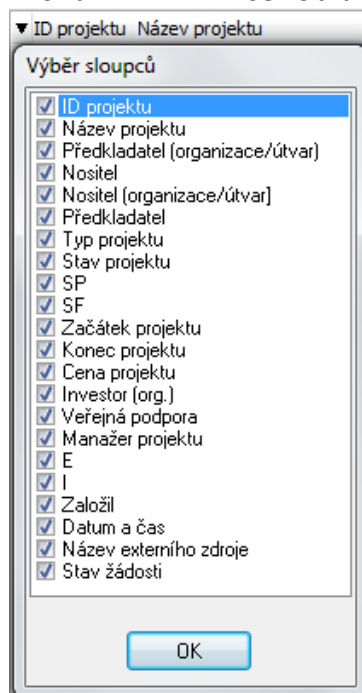 ID projektu Název projektu
Výběr sloupců
ID projektu
Název projektu
Předkladatel (organizace/útvar)
Nositel
Nositel (organizace/útvar]
Předkladatel
Typ projektu
Stav projektu
SP
SF
Začátek projektu
Konec projektu
Cena projektu
Investor (org.)
Veřejná podpora
Manažer projektu
E
I
Založil
Datum a čas
Název externího zdroje
Stav žádosti
OK